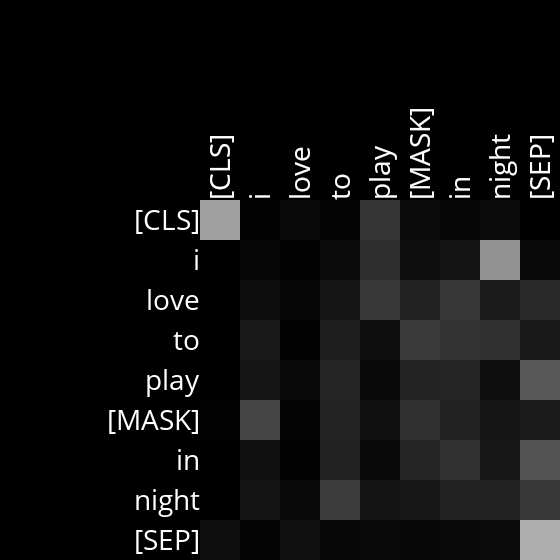 [CLS] i love to play [MASK] in night [SEP]
[CLS]
i
love
to
play
[MASK]
in
night
[SEP]